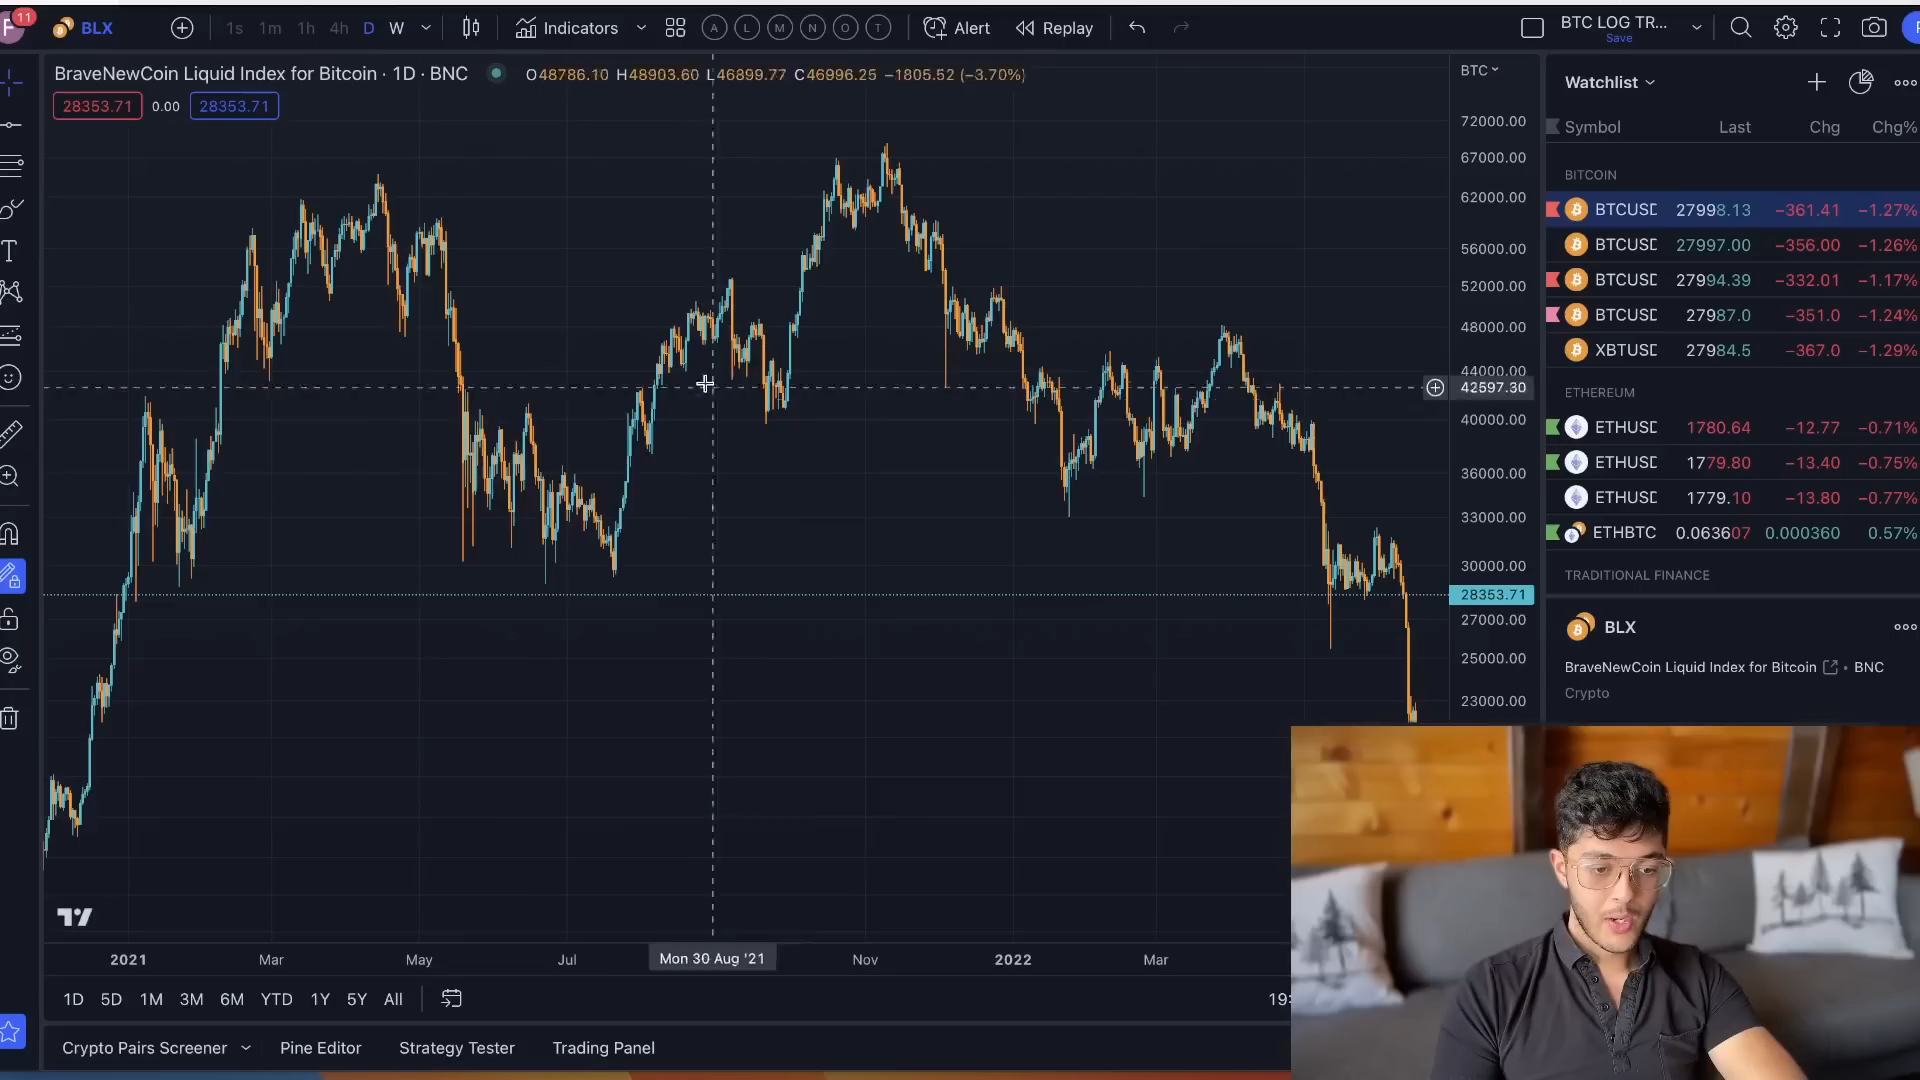 11
BLX
1s 1m 1h 4h D W
Indicators
A L M N O T
Alert
Replay
BTC LOG TR...
Save
BraveNewCoin Liquid Index for Bitcoin · 1D · BNC
O48786.10 H48903.60 L46899.77 C46996.25 −1805.52 (−3.70%)
28353.71 0.00 28353.71
BTC
72000.00
67000.00
62000.00
56000.00
52000.00
48000.00
44000.00
42597.30
40000.00
36000.00
33000.00
30000.00
28353.71
27000.00
25000.00
23000.00
2021 Mar May Jul Mon 30 Aug '21 Nov 2022 Mar
1D 5D 1M 3M 6M YTD 1Y 5Y All
19:
Crypto Pairs Screener Pine Editor Strategy Tester Trading Panel
Watchlist
Symbol Last Chg Chg%
BITCOIN
BTCUSD 27998.13 −361.41 −1.27%
BTCUSD 27997.00 −356.00 −1.26%
BTCUSD 27994.39 −332.01 −1.17%
BTCUSD 27987.0 −351.0 −1.24%
XBTUSD 27984.5 −367.0 −1.29%
ETHEREUM
ETHUSD 1780.64 −12.77 −0.71%
ETHUSD 1779.80 −13.40 −0.75%
ETHUSD 1779.10 −13.80 −0.77%
ETHBTC 0.063607 0.000360 0.57%
TRADITIONAL FINANCE
BLX
BraveNewCoin Liquid Index for Bitcoin • BNC
Crypto